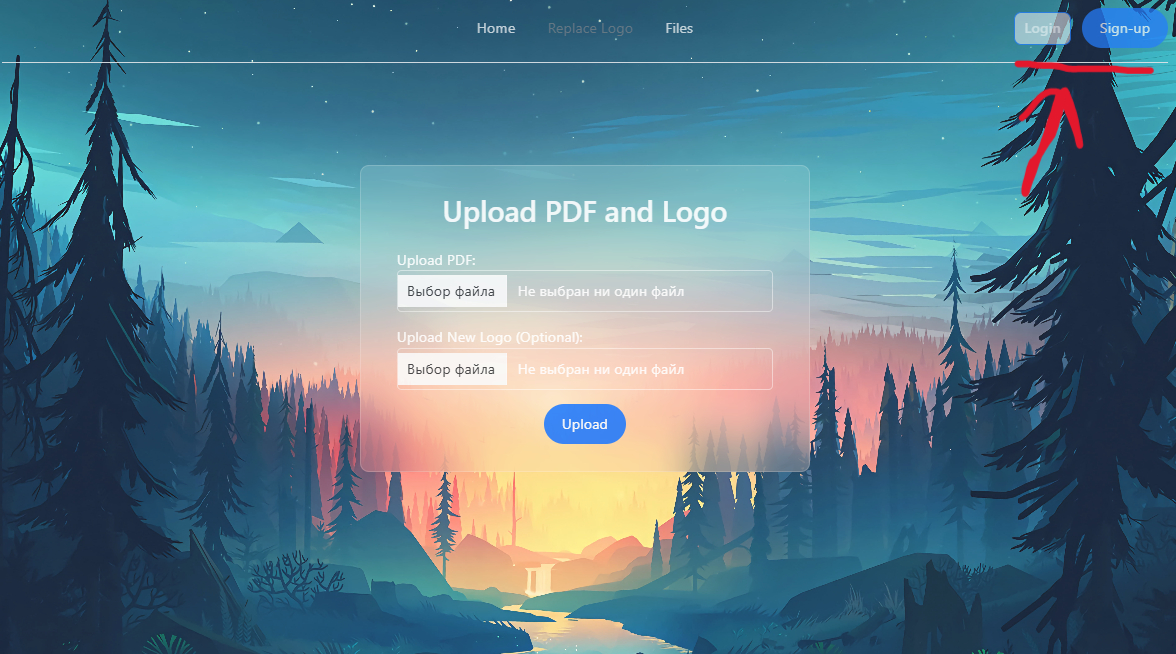 Home Replace Logo Files Login Sign-up
Upload PDF and Logo
Upload PDF:
Выбор файла Не выбран ни один файл
Upload New Logo (Optional):
Выбор файла Не выбран ни один файл
Upload